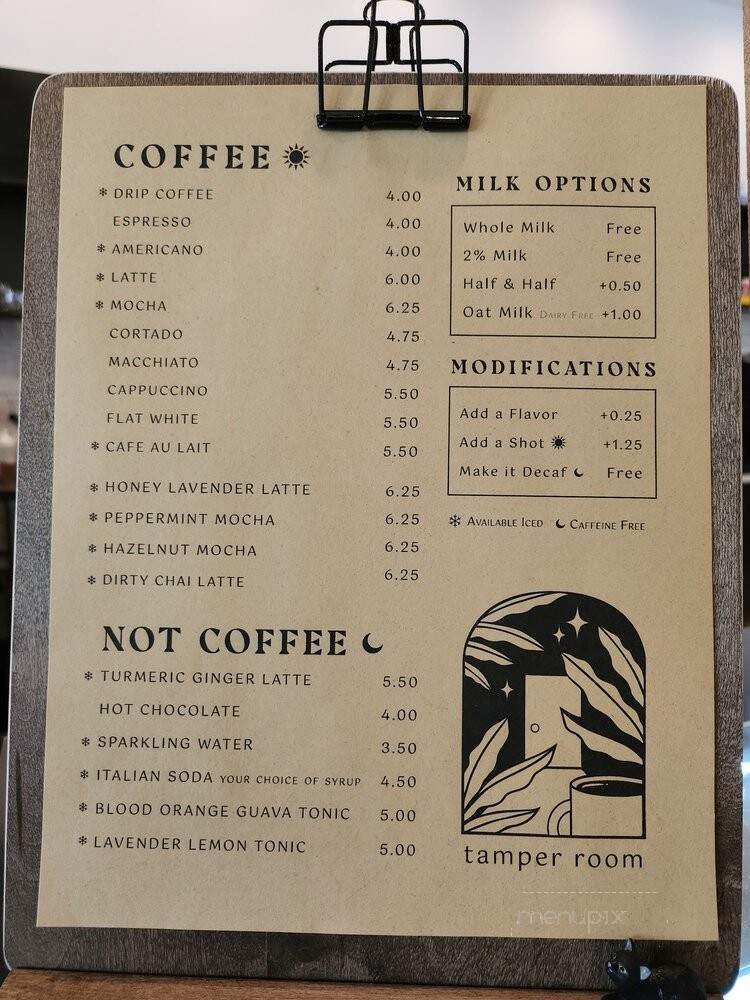 COFFEE
* DRIP COFFEE 4.00
ESPRESSO 4.00
* AMERICANO 4.00
* LATTE 6.00
* MOCHA 6.25
CORTADO 4.75
MACCHIATO 4.75
CAPPUCCINO 5.50
FLAT WHITE 5.50
* CAFE AU LAIT 5.50
* HONEY LAVENDER LATTE 6.25
* PEPPERMINT MOCHA 6.25
* HAZELNUT MOCHA 6.25
* DIRTY CHAI LATTE 6.25
NOT COFFEE
* TURMERIC GINGER LATTE 5.50
HOT CHOCOLATE 4.00
* SPARKLING WATER 3.50
* ITALIAN SODA YOUR CHOICE OF SYRUP 4.50
* BLOOD ORANGE GUAVA TONIC 5.00
* LAVENDER LEMON TONIC 5.00
MILK OPTIONS
Whole Milk Free
2% Milk Free
Half & Half +0.50
Oat Milk DAIRY FREE +1.00
MODIFICATIONS
Add a Flavor +0.25
Add a Shot +1.25
Make it Decaf Free
* AVAILABLE ICED CAFFEINE FREE
tamper room
menupix